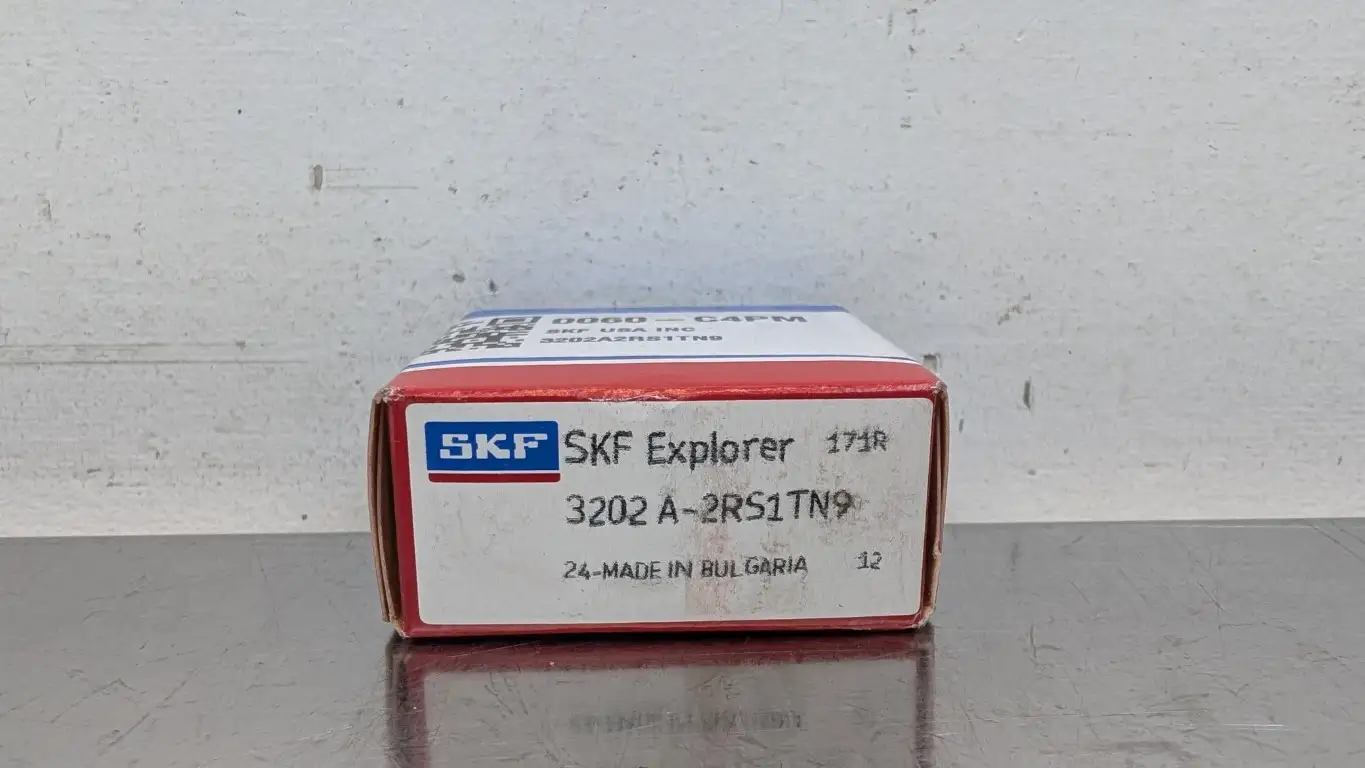 0060 - C4PM
SKF USA INC
3202A2RS1TN9
SKF SKF Explorer 171R
3202 A-2RS1TN9
24-MADE IN BULGARIA 12